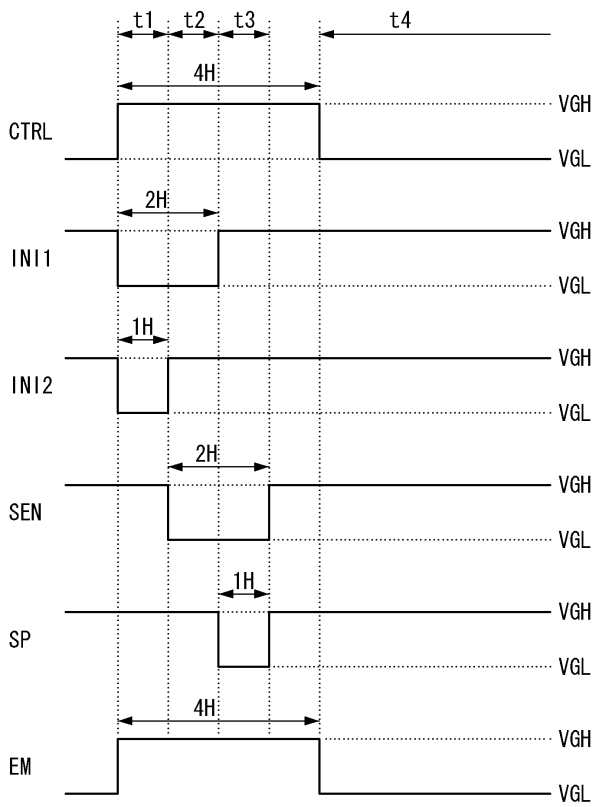 t1 t2 t3 t4
4H
CTRL VGH
VGL
2H
INI1 VGH
VGL
1H
INI2 VGH
VGL
2H
SEN VGH
VGL
1H
SP VGH
VGL
4H
EM VGH
VGL